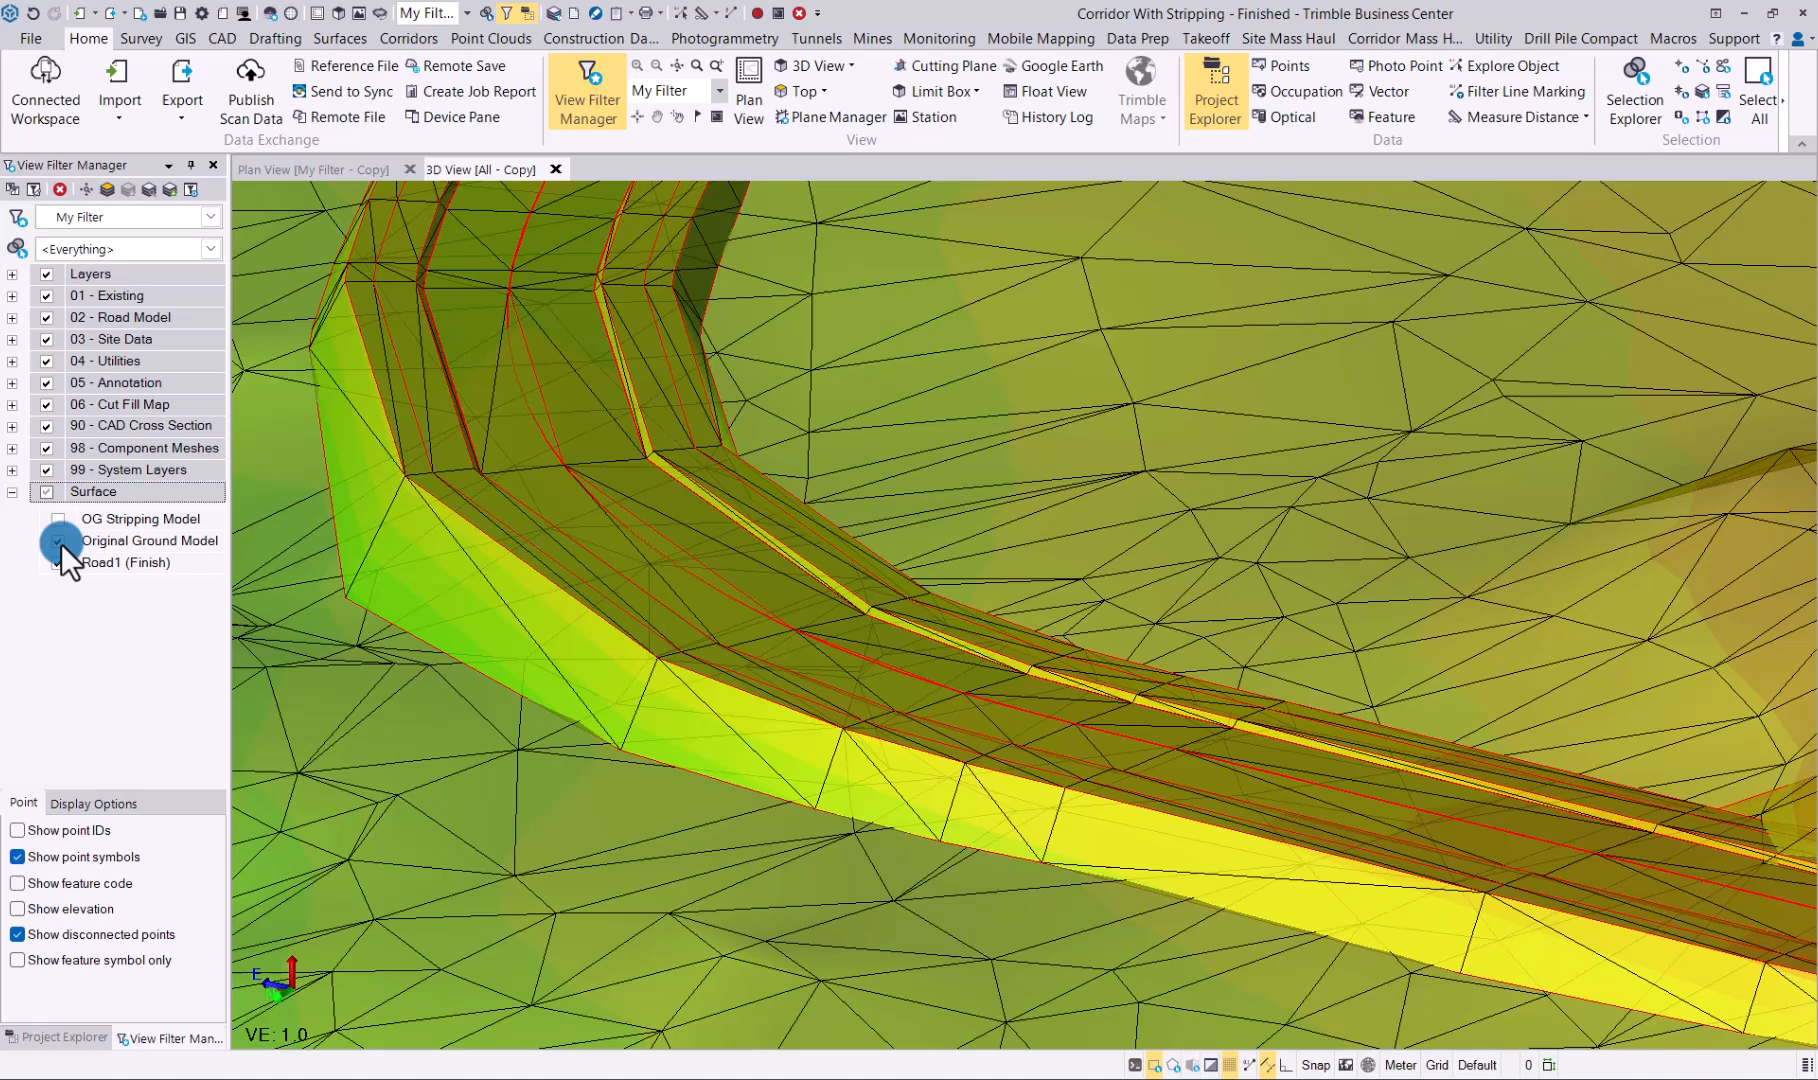 My Filt...
Corridor With Stripping - Finished - Trimble Business Center
File Home Survey GIS CAD Drafting Surfaces Corridors Point Clouds Construction Da... Photogrammetry Tunnels Mines Monitoring Mobile Mapping Data Prep Takeoff Site Mass Haul Corridor Mass H... Utility Drill Pile Compact Macros Support
Connected Workspace
Import
Export
Publish Scan Data
Reference File
Send to Sync
Remote File
Remote Save
Create Job Report
Device Pane
Data Exchange
View Filter Manager
My Filter
Plan View
3D View
Top
Plane Manager
Cutting Plane
Limit Box
Station
Google Earth
Float View
History Log
View
Trimble Maps
Project Explorer
Points
Occupation
Optical
Photo Point
Vector
Feature
Explore Object
Filter Line Marking
Measure Distance
Data
Selection Explorer
Select All
Selection
View Filter Manager
Plan View [My Filter - Copy]
3D View [All - Copy]
My Filter
<Everything>
Layers
01 - Existing
02 - Road Model
03 - Site Data
04 - Utilities
05 - Annotation
06 - Cut Fill Map
90 - CAD Cross Section
98 - Component Meshes
99 - System Layers
Surface
OG Stripping Model
Original Ground Model
Road1 (Finish)
Point
Display Options
Show point IDs
Show point symbols
Show feature code
Show elevation
Show disconnected points
Show feature symbol only
E
VE: 1.0
Project Explorer
View Filter Man...
Snap Meter Grid Default 0